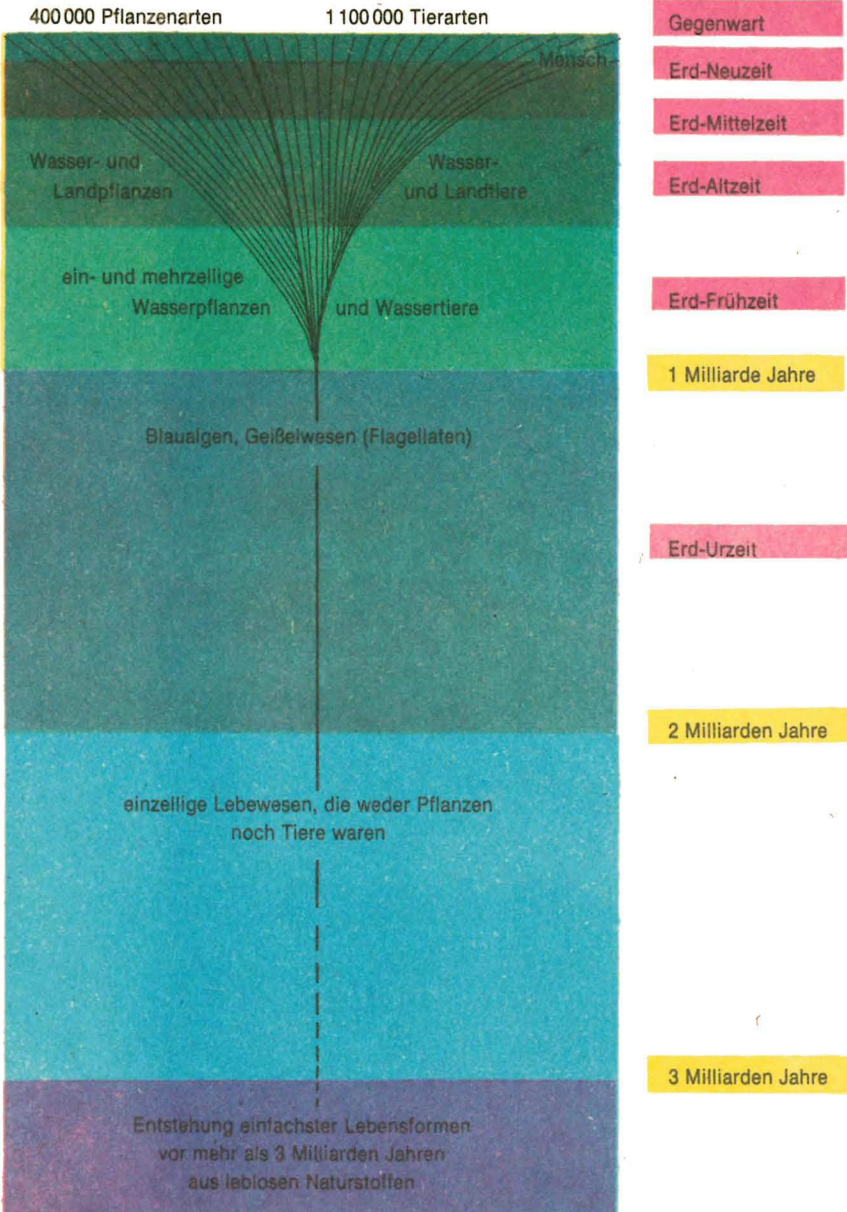 400 000 Pflanzenarten
1 100 000 Tierarten
Gegenwart
Mensch
Erd-Neuzeit
Erd-Mittelzeit
Wasser- und
Landpflanzen
Wasser-
und Landtiere
Erd-Altzeit
ein- und mehrzellige
Wasserpflanzen
und Wassertiere
Erd-Frühzeit
1 Milliarde Jahre
Blaualgen, Geißelwesen (Flagellaten)
Erd-Urzeit
2 Milliarden Jahre
einzellige Lebewesen, die weder Pflanzen
noch Tiere waren
3 Milliarden Jahre
Entstehung einfachster Lebensformen
vor mehr als 3 Milliarden Jahren
aus leblosen Naturstoffen